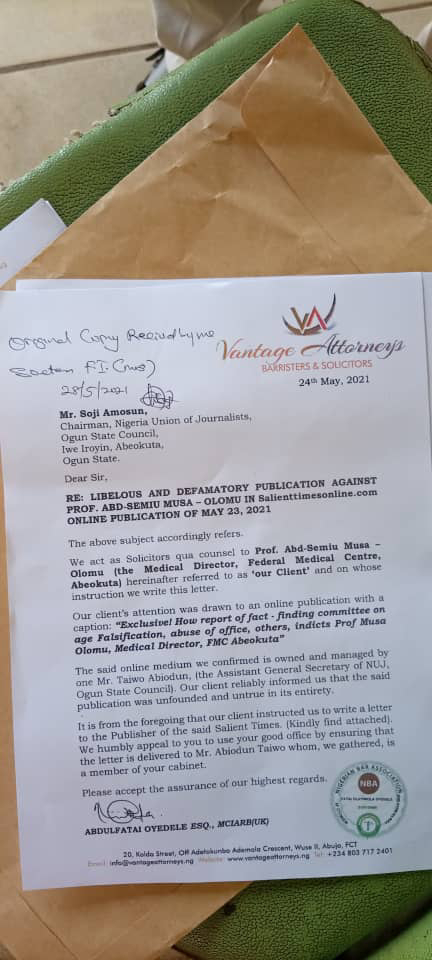 Original Copy Received by me
28/5/2021
VA
Vantage Attorneys
BARRISTERS & SOLICITORS
24th May, 2021
Mr. Soji Amosun,
Chairman, Nigeria Union of Journalists,
Ogun State Council,
Iwe Iroyin, Abeokuta,
Ogun State.
Dear Sir,
RE: LIBELOUS AND DEFAMATORY PUBLICATION AGAINST
PROF. ABD-SEMIU MUSA – OLOMU IN Salienttimesonline.com
ONLINE PUBLICATION OF MAY 23, 2021
The above subject accordingly refers.
We act as Solicitors qua counsel to Prof. Abd-Semiu Musa –
Olomu (the Medical Director, Federal Medical Centre,
Abeokuta) hereinafter referred to as 'our Client' and on whose
instruction we write this letter.
Our client's attention was drawn to an online publication with a
caption: "Exclusive! How report of fact - finding committee on
age Falsification, abuse of office, others, indicts Prof Musa
Olomu, Medical Director, FMC Abeokuta"
The said online medium we confirmed is owned and managed by
one Mr. Taiwo Abiodun, (the Assistant General Secretary of NUJ,
Ogun State Council). Our client reliably informed us that the said
publication was unfounded and untrue in its entirety.
It is from the foregoing that our client instructed us to write a letter
to the Publisher of the said Salient Times. (Kindly find attached).
We humbly appeal to you to use your good office by ensuring that
the letter is delivered to Mr. Abiodun Taiwo whom, we gathered, is
a member of your cabinet.
Please accept the assurance of our highest regards.
ABDULFATAI OYEDELE ESQ., MCIARB(UK)
NIGERIAN BAR ASSOCIATION
NBA
20, Kolda Street, Off Adetokunbo Ademola Crescent, Wuse II, Abuja, FCT
Email: info@vantageattorneys.ng Website: www.vantageattorneys.ng Tel: +234 803 717 2401